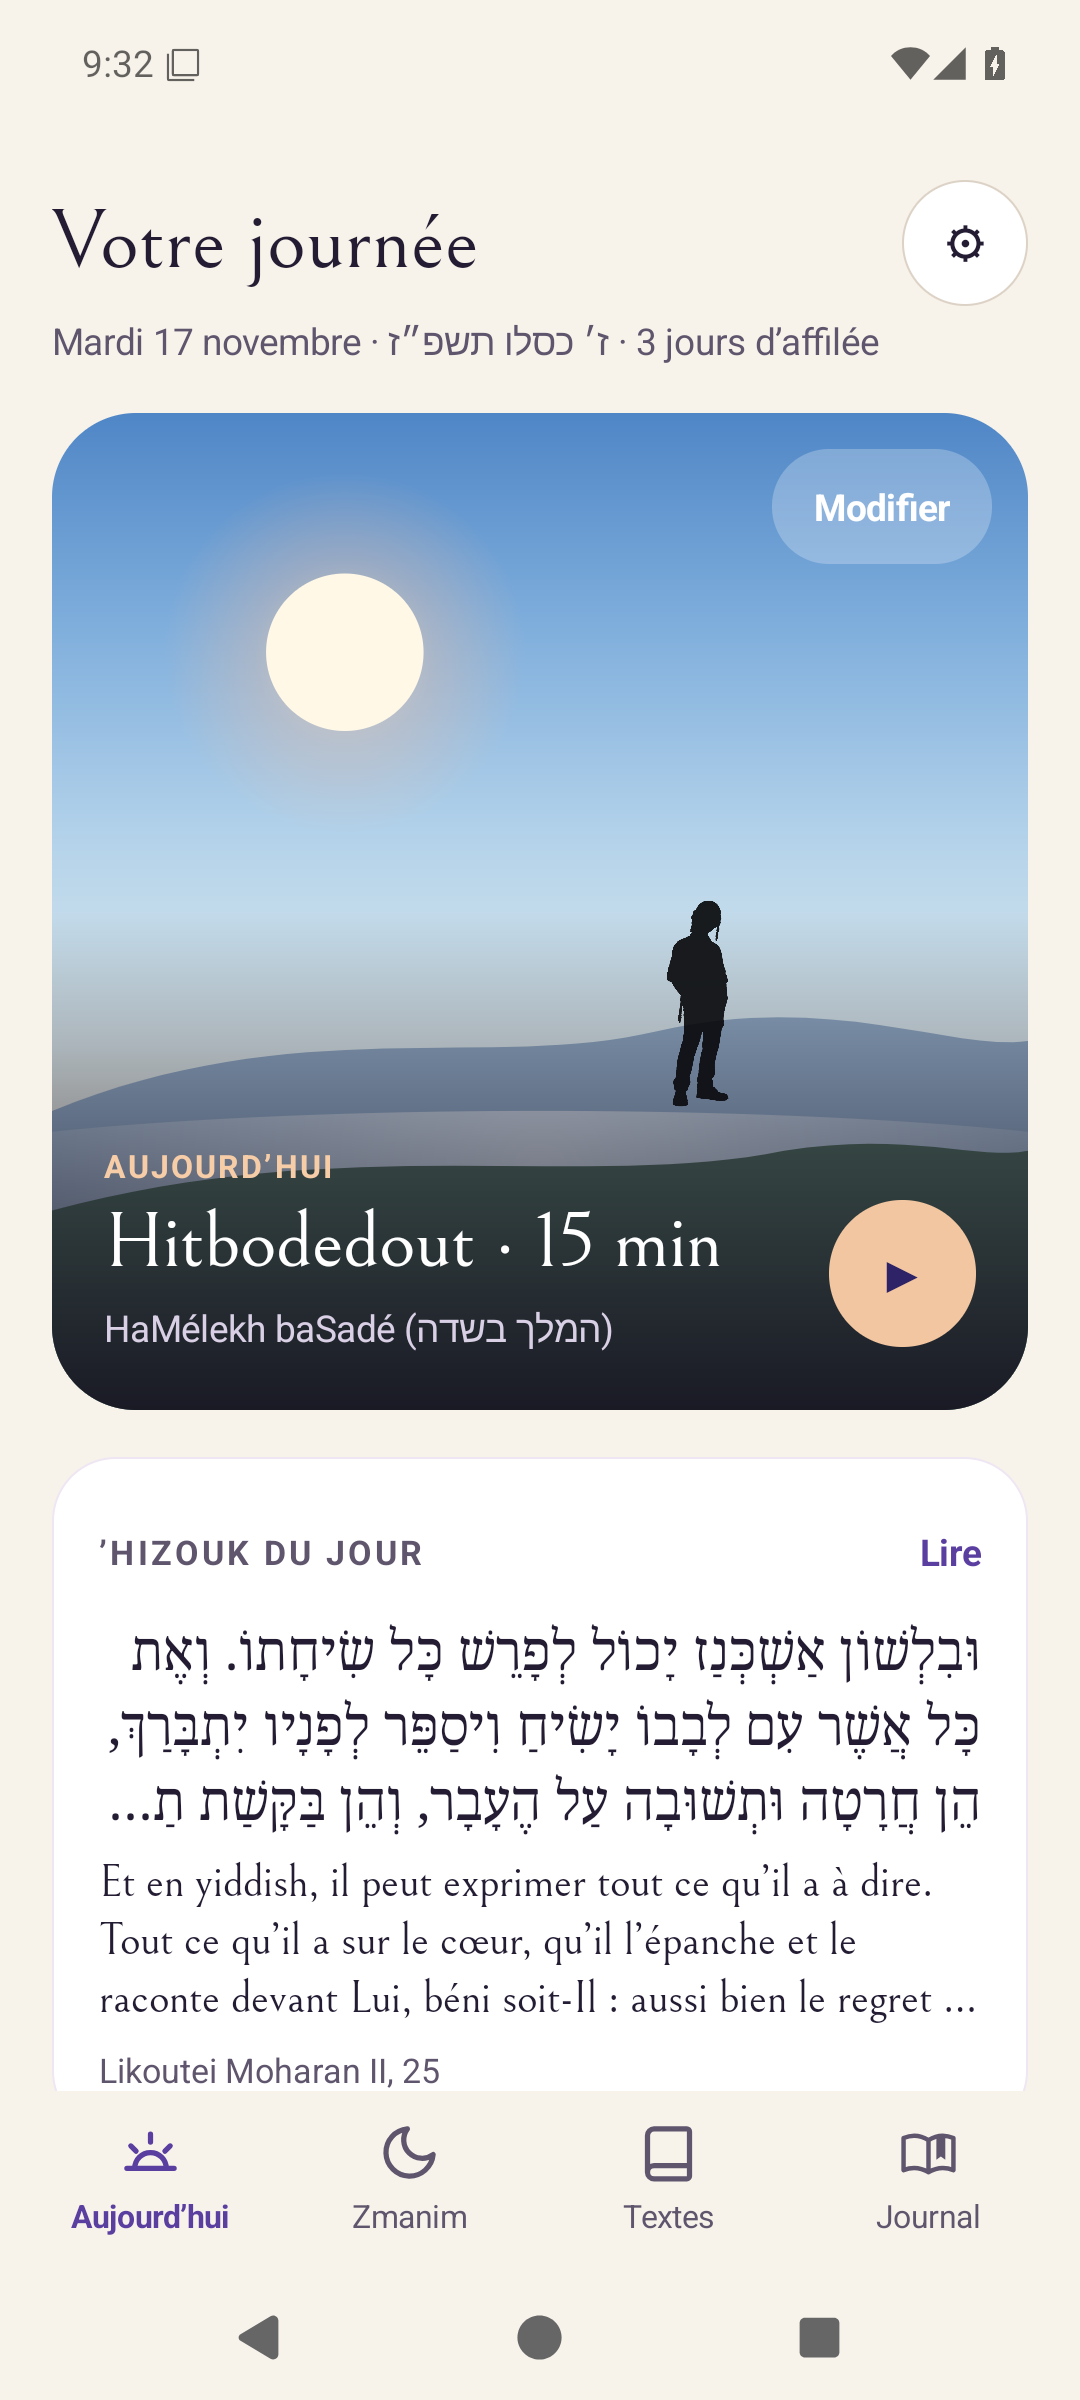 9:32
Votre journée
Mardi 17 novembre · ז׳ כסלו תשפ״ז · 3 jours d’affilée
Modifier
AUJOURD’HUI
Hitbodedout · 15 min
HaMélekh baSadé (המלך בשדה)
’HIZOUK DU JOUR
Lire
וּבִלְשׁוֹן אַשְׁכְּנַז יָכוֹל לְפָרֵשׁ כָּל שִׂיחָתוֹ. וְאֶת
כָּל אֲשֶׁר עִם לְבָבוֹ יָשִׂיחַ וִיסַפֵּר לְפָנָיו יִתְבָּרַךְ,
הֵן חֲרָטָה וּתְשׁוּבָה עַל הֶעָבָר, וְהֵן בַּקָּשַׁת תַ...
Et en yiddish, il peut exprimer tout ce qu’il a à dire.
Tout ce qu’il a sur le cœur, qu’il l’épanche et le
raconte devant Lui, béni soit-Il : aussi bien le regret ...
Likoutei Moharan II, 25
Aujourd’hui
Zmanim
Textes
Journal